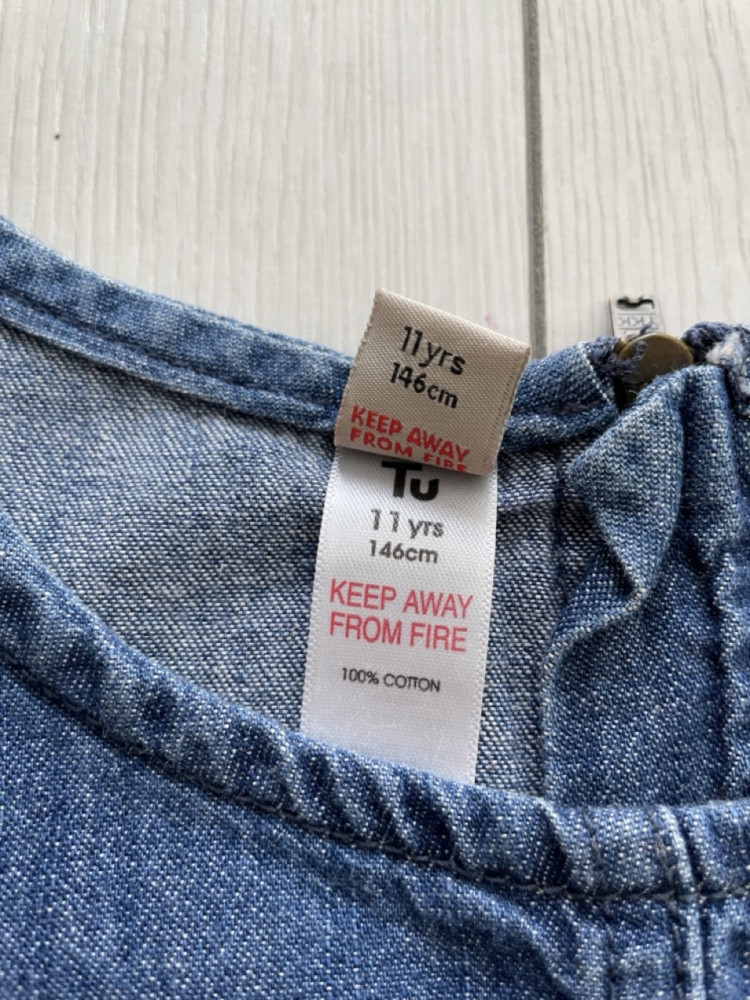 11yrs
146cm
KEEP AWAY
FROM FIRE
Tu
11 yrs
146cm
KEEP AWAY
FROM FIRE
100% COTTON